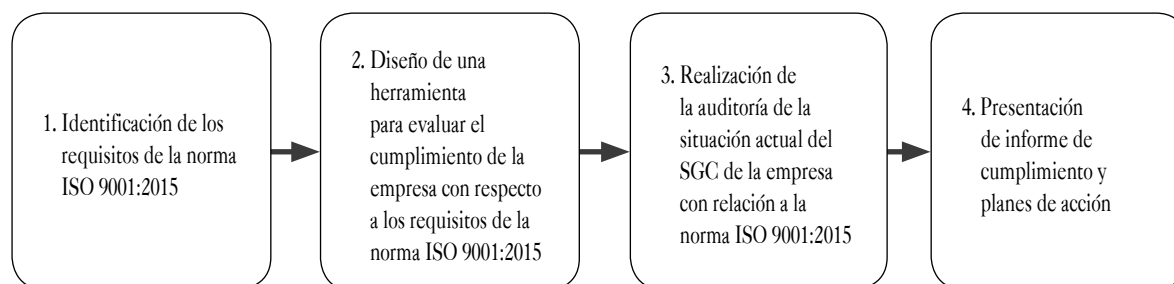 1. Identificación de los
requisitos de la norma
ISO 9001:2015
2. Diseño de una
herramienta
para evaluar el
cumplimiento de la
empresa con respecto
a los requisitos de la
norma ISO 9001:2015
3. Realización de
la auditoría de la
situación actual del
SGC de la empresa
con relación a la
norma ISO 9001:2015
4. Presentación
de informe de
cumplimiento y
planes de acción